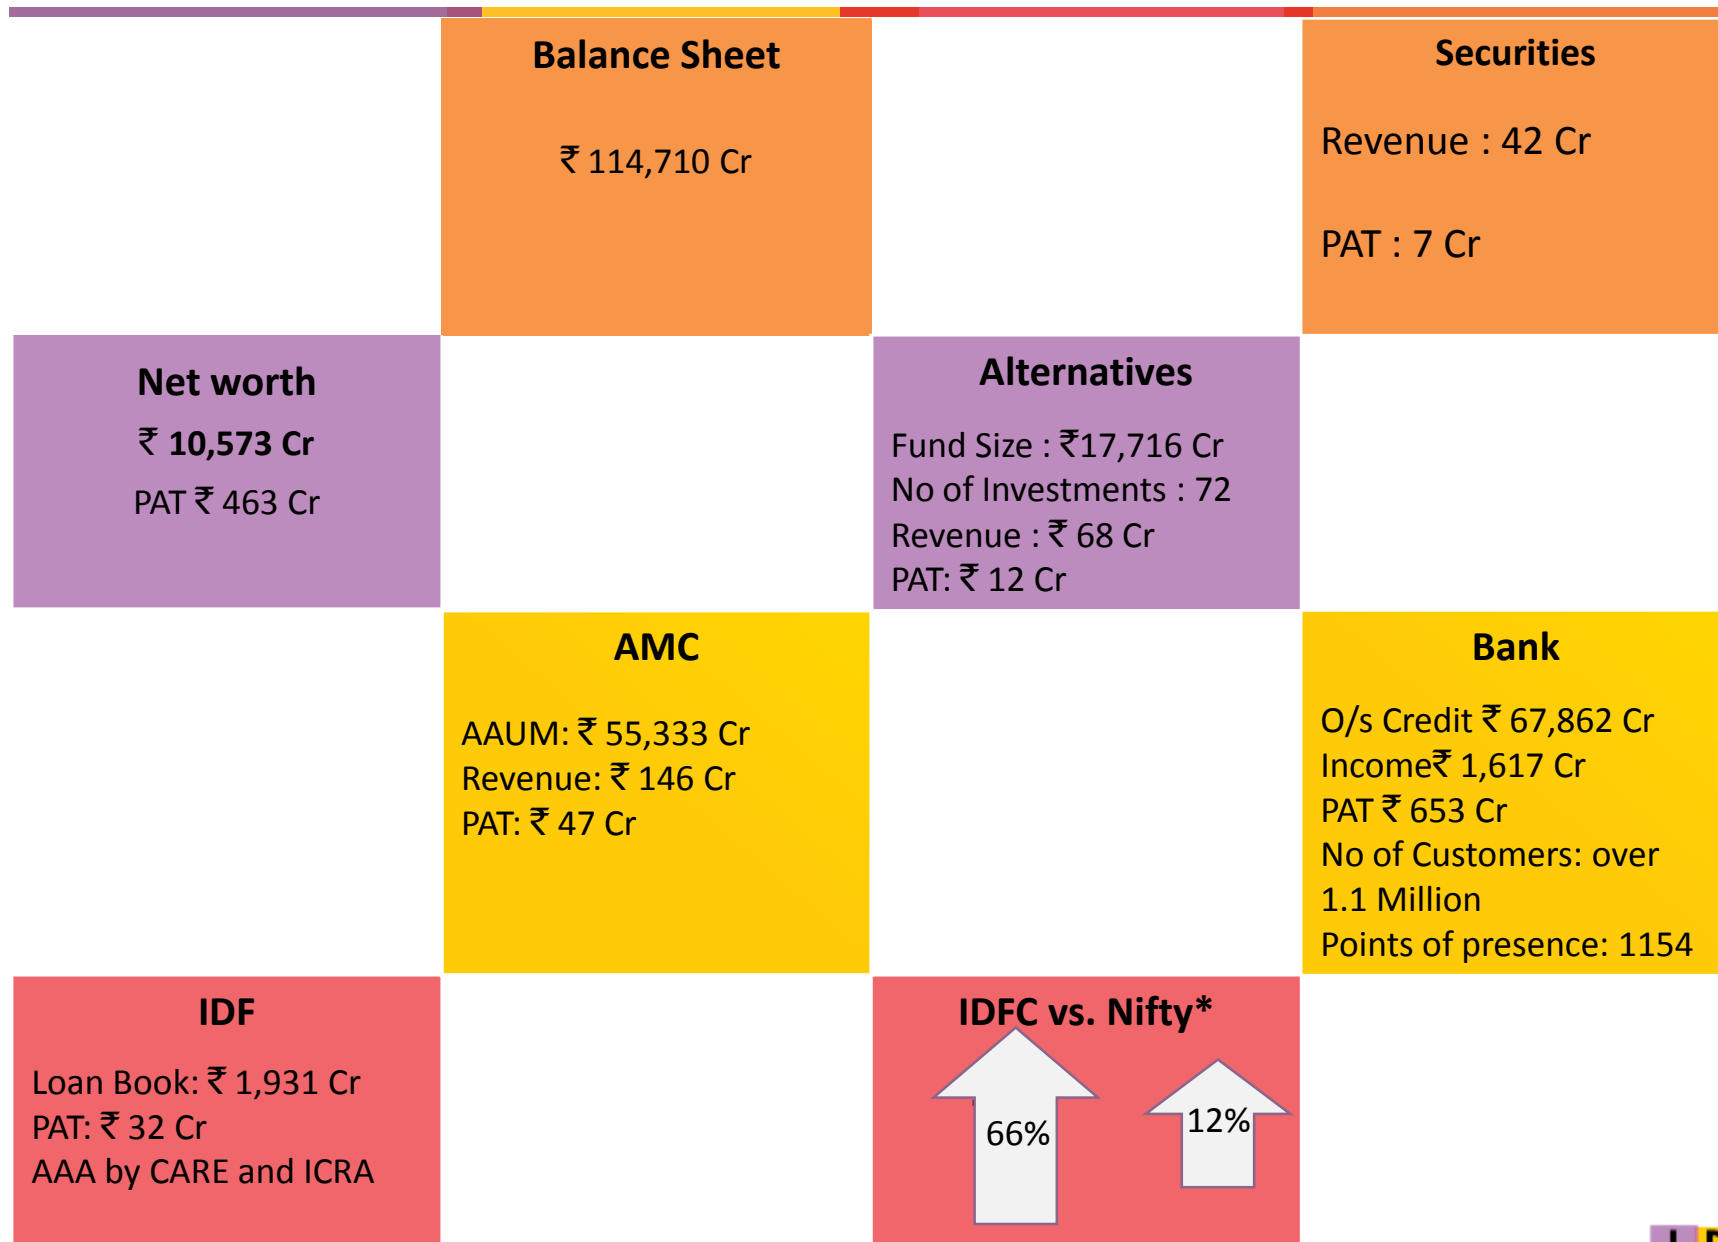 Balance Sheet
₹ 114,710 Cr
Securities
Revenue : 42 Cr
PAT : 7 Cr
Net worth
₹ 10,573 Cr
PAT ₹ 463 Cr
Alternatives
Fund Size : ₹17,716 Cr
No of Investments : 72
Revenue : ₹ 68 Cr
PAT: ₹ 12 Cr
AMC
AAUM: ₹ 55,333 Cr
Revenue: ₹ 146 Cr
PAT: ₹ 47 Cr
Bank
O/s Credit ₹ 67,862 Cr
Income₹ 1,617 Cr
PAT ₹ 653 Cr
No of Customers: over
1.1 Million
Points of presence: 1154
IDF
Loan Book: ₹ 1,931 Cr
PAT: ₹ 32 Cr
AAA by CARE and ICRA
IDFC vs. Nifty*
66%
12%